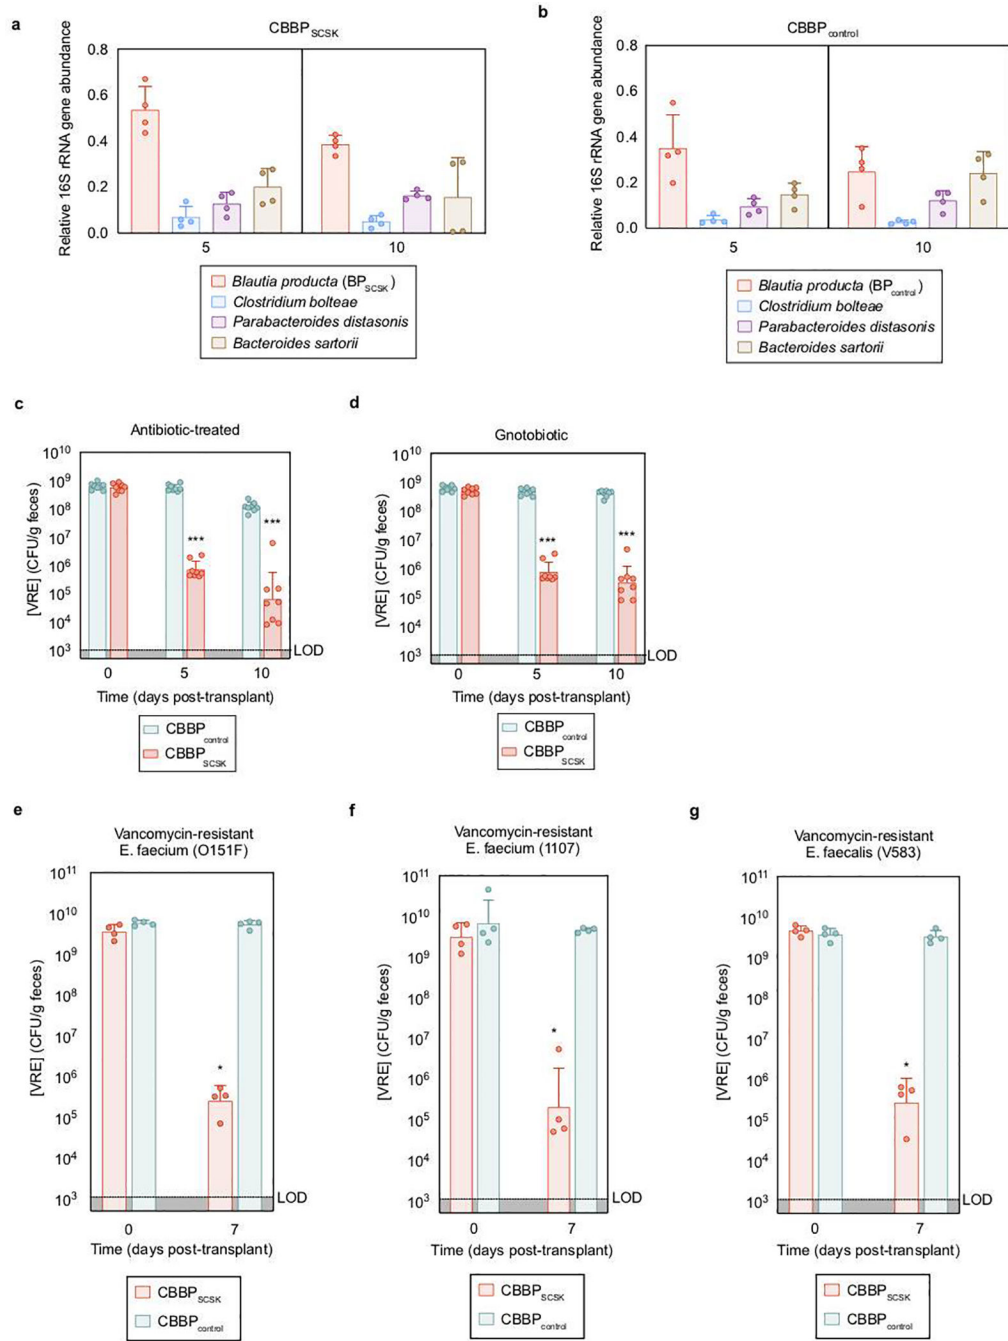 a
CBBP SCSK
Relative 16S rRNA gene abundance
0.8
0.6
0.4
0.2
0.0
5
10
Blautia producta (BP SCSK)
Clostridium bolteae
Parabacteroides distasonis
Bacteroides sartorii
b
CBBP control
Relative 16S rRNA gene abundance
0.8
0.6
0.4
0.2
0.0
5
10
Blautia producta (BP control)
Clostridium bolteae
Parabacteroides distasonis
Bacteroides sartorii
c
Antibiotic-treated
[VRE] (CFU/g feces)
10^10
10^9
10^8
10^7
10^6
10^5
10^4
10^3
***
***
LOD
0
5
10
Time (days post-transplant)
CBBP control
CBBP SCSK
d
Gnotobiotic
[VRE] (CFU/g feces)
10^10
10^9
10^8
10^7
10^6
10^5
10^4
10^3
***
***
LOD
0
5
10
Time (days post-transplant)
CBBP control
CBBP SCSK
e
Vancomycin-resistant
E. faecium (O151F)
[VRE] (CFU/g feces)
10^11
10^10
10^9
10^8
10^7
10^6
10^5
10^4
10^3
*
LOD
0
7
Time (days post-transplant)
CBBP SCSK
CBBP control
f
Vancomycin-resistant
E. faecium (1107)
[VRE] (CFU/g feces)
10^11
10^10
10^9
10^8
10^7
10^6
10^5
10^4
10^3
*
LOD
0
7
Time (days post-transplant)
CBBP SCSK
CBBP control
g
Vancomycin-resistant
E. faecalis (V583)
[VRE] (CFU/g feces)
10^11
10^10
10^9
10^8
10^7
10^6
10^5
10^4
10^3
*
LOD
0
7
Time (days post-transplant)
CBBP SCSK
CBBP control